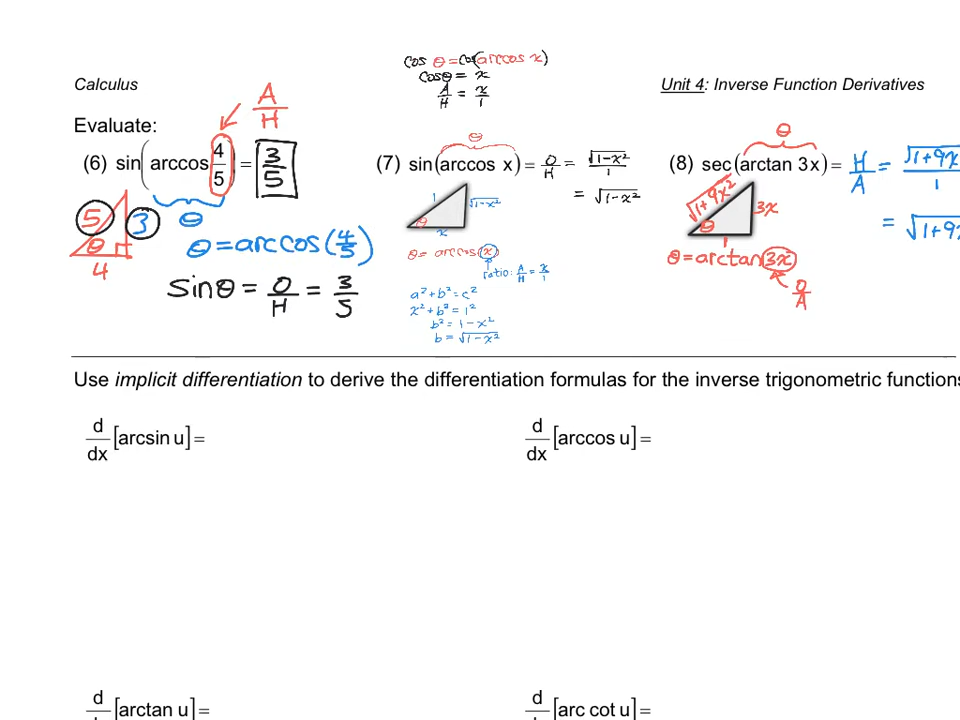 Calculus
Unit 4: Inverse Function Derivatives
cos θ = cos(arccos x)
cosθ = x
A/H = x/1
Evaluate:
A/H
(6) sin(arccos 4/5) = 3/5
5 3
θ
4
θ
θ = arccos(4/5)
sinθ = O/H = 3/5
θ
(7) sin(arccos x) = O/H = √1-x² / 1
= √1-x²
1 √1-x²
θ
x
θ = arccos(x)
ratio: A/H = x/1
a² + b² = c²
x² + b² = 1²
b² = 1 - x²
b = √1-x²
θ
(8) sec(arctan 3x) = H/A = √1+9x / 1
= √1+9x
√1+9x² 3x
θ
1
θ = arctan(3x)
O/A
Use implicit differentiation to derive the differentiation formulas for the inverse trigonometric functions
d/dx [arcsin u] =
d/dx [arccos u] =
d/dx [arctan u] =
d/dx [arc cot u] =